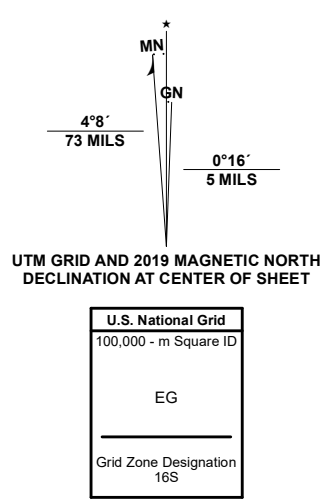 MN
GN
4°8´
73 MILS
0°16´
5 MILS
UTM GRID AND 2019 MAGNETIC NORTH
DECLINATION AT CENTER OF SHEET
U.S. National Grid
100,000 - m Square ID
EG
Grid Zone Designation
16S